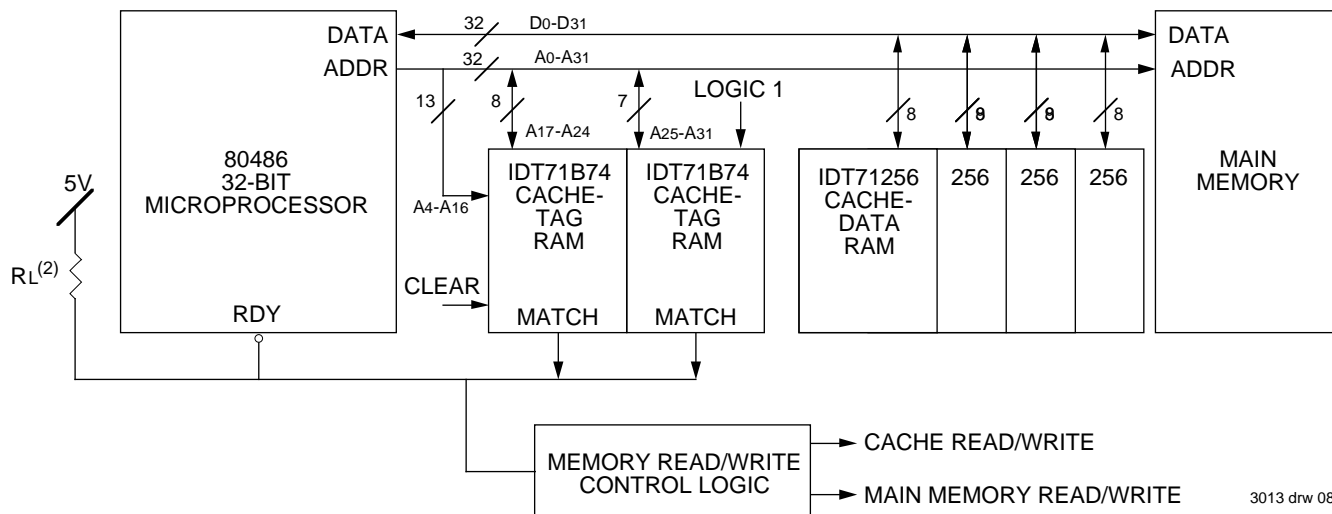 DATA
ADDR
80486
32-BIT
MICROPROCESSOR
RDY
5V
RL(2)
32
D0-D31
32
A0-A31
13
8
7
LOGIC 1
A17-A24
A25-A31
A4-A16
CLEAR
IDT71B74
CACHE-
TAG
RAM
MATCH
IDT71B74
CACHE-
TAG
RAM
MATCH
8
8
IDT71256
CACHE-
DATA
RAM
256
256
256
DATA
ADDR
MAIN
MEMORY
MEMORY READ/WRITE
CONTROL LOGIC
CACHE READ/WRITE
MAIN MEMORY READ/WRITE
3013 drw 08